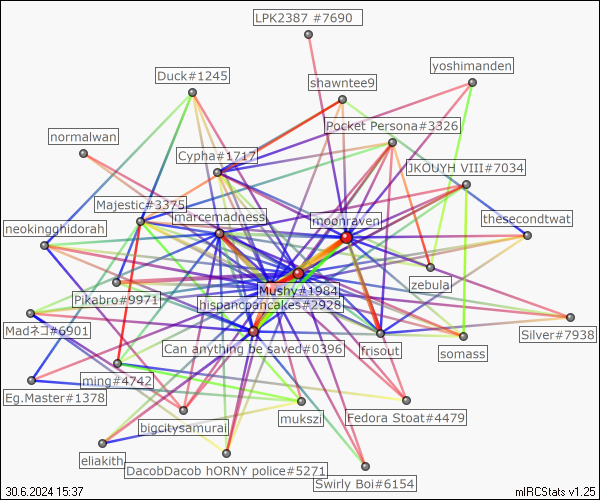 LPK2387 #7690
yoshimanden
Duck#1245
shawntee9
Pocket Persona#3326
normalwan
Cypha#1717
JKOUYH VIII#7034
Majestic#3375
marcemadness
moonraven
thesecondtwat
neokingghidorah
zebula
Mushy#1984
Pikabro#9971
hispancpancakes#2928
Madネコ#6901
Silver#7938
Can anything be saved#0396
frisout
somass
ming#4742
Eg.Master#1378
Fedora Stoat#4479
mukszi
bigcitysamurai
eliakith
DacobDacob hORNY police#5271
Swirly Boi#6154
30.6.2024 15:37
mIRCStats v1.25